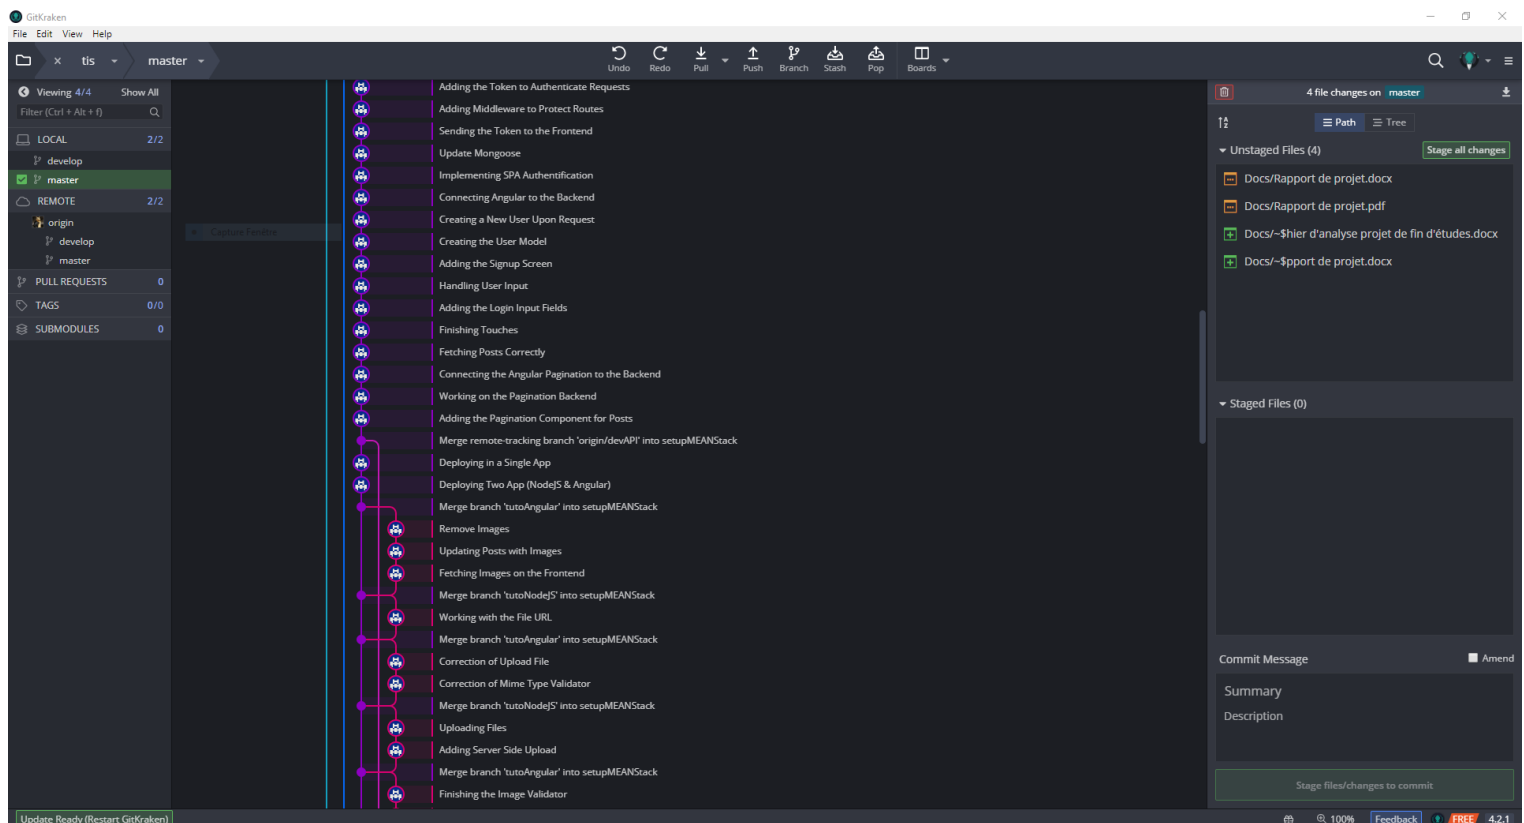 GitKraken
File Edit View Help
tis
master
Undo
Redo
Pull
Push
Branch
Stash
Pop
Boards
Viewing 4/4 Show All
Filter (Ctrl + Alt + f)
LOCAL 2/2
develop
master
REMOTE 2/2
origin
develop
master
PULL REQUESTS 0
TAGS 0/0
SUBMODULES 0
Capture Fenêtre
Adding the Token to Authenticate Requests
Adding Middleware to Protect Routes
Sending the Token to the Frontend
Update Mongoose
Implementing SPA Authentification
Connecting Angular to the Backend
Creating a New User Upon Request
Creating the User Model
Adding the Signup Screen
Handling User Input
Adding the Login Input Fields
Finishing Touches
Fetching Posts Correctly
Connecting the Angular Pagination to the Backend
Working on the Pagination Backend
Adding the Pagination Component for Posts
Merge remote-tracking branch 'origin/devAPI' into setupMEANStack
Deploying in a Single App
Deploying Two App (NodeJS & Angular)
Merge branch 'tutoAngular' into setupMEANStack
Remove Images
Updating Posts with Images
Fetching Images on the Frontend
Merge branch 'tutoNodeJS' into setupMEANStack
Working with the File URL
Merge branch 'tutoAngular' into setupMEANStack
Correction of Upload File
Correction of Mime Type Validator
Merge branch 'tutoNodeJS' into setupMEANStack
Uploading Files
Adding Server Side Upload
Merge branch 'tutoAngular' into setupMEANStack
Finishing the Image Validator
4 file changes on master
Path Tree
Unstaged Files (4) Stage all changes
Docs/Rapport de projet.docx
Docs/Rapport de projet.pdf
Docs/~$hier d'analyse projet de fin d'études.docx
Docs/~$pport de projet.docx
Staged Files (0)
Commit Message Amend
Summary
Description
Stage files/changes to commit
Update Ready (Restart GitKraken)
100% Feedback FREE 4.2.1